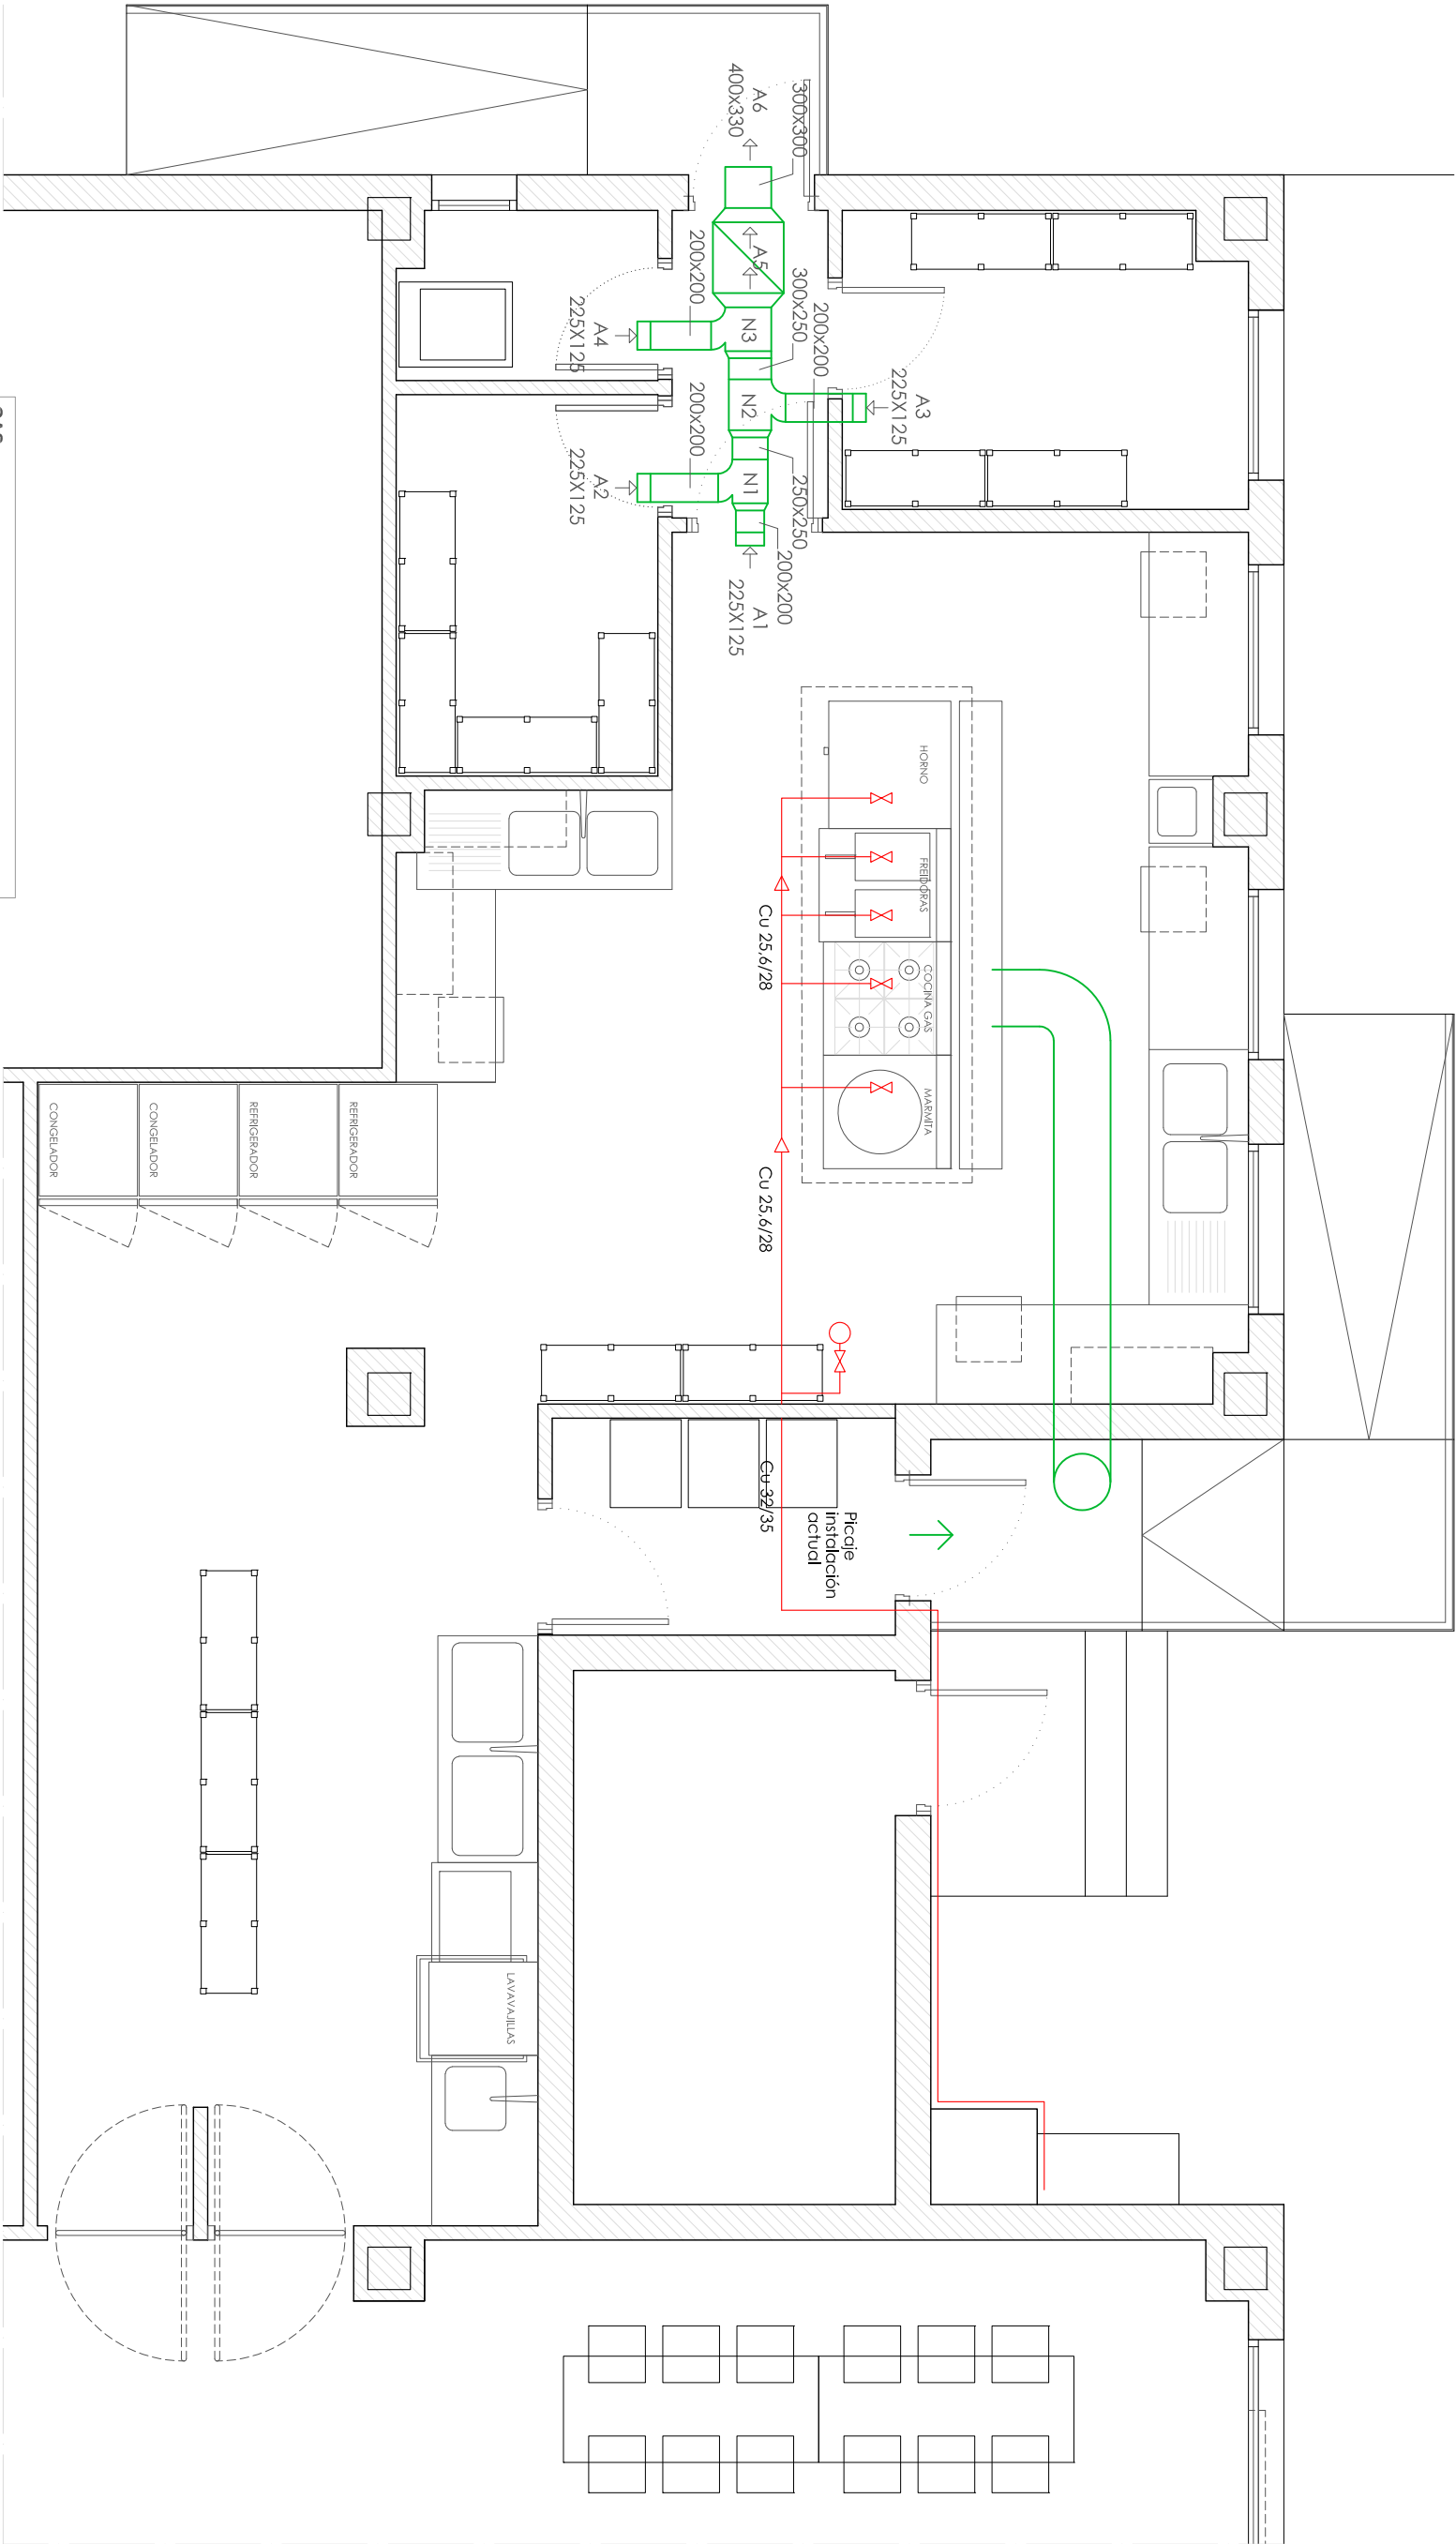 A6
400x330
300x300
A5
200x200
N3
300x250
200x200
A4
225X125
N2
A3
225X125
200x200
N1
250x250
A2
225X125
200x200
A1
225X125
HORNO
FREIDORAS
COCINA GAS
MARMITA
Cu 25,6/28
Cu 25,6/28
CONGELADOR
CONGELADOR
REFRIGERADOR
REFRIGERADOR
Cu 32/35
Picaje
instalación
actual
LAVAVAJILLAS